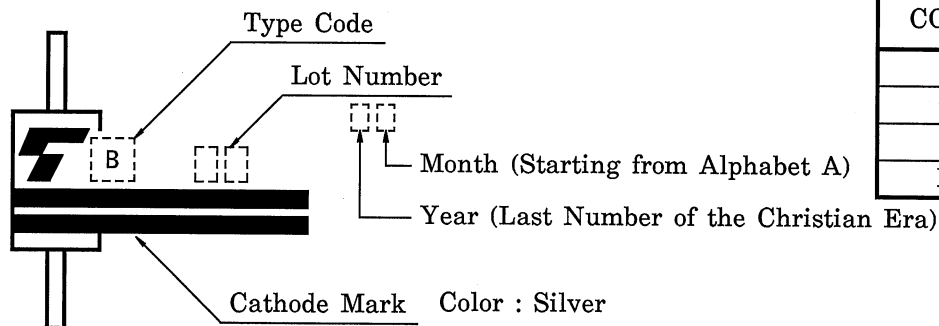 Type Code
CO
Lot Number
B
Month (Starting from Alphabet A)
Year (Last Number of the Christian Era)
Cathode Mark Color : Silver